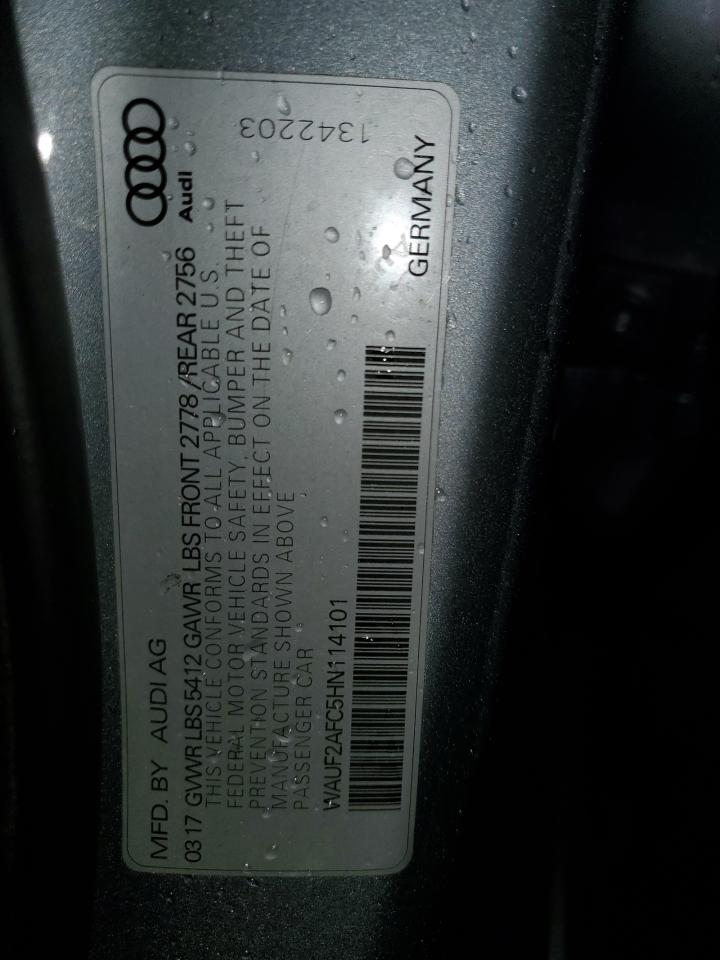 MFD. BY AUDI AG
Audi
0317 GVWR LBS 5412 GAWR LBS FRONT 2778 /REAR 2756
THIS VEHICLE CONFORMS TO ALL APPLICABLE U.S.
FEDERAL MOTOR VEHICLE SAFETY, BUMPER AND THEFT
PREVENTION STANDARDS IN EFFECT ON THE DATE OF
MANUFACTURE SHOWN ABOVE
PASSENGER CAR
1342203
WAUF2AFC5HN114101
GERMANY